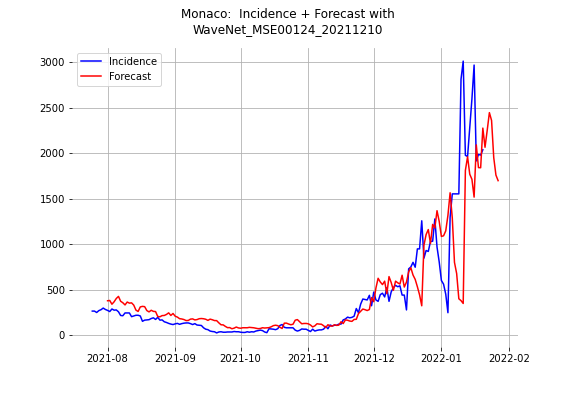 Monaco:  Incidence + Forecast with
WaveNet_MSE00124_20211210
Incidence
Forecast
3000
2500
2000
1500
1000
500
0
2021-08 2021-09 2021-10 2021-11 2021-12 2022-01 2022-02